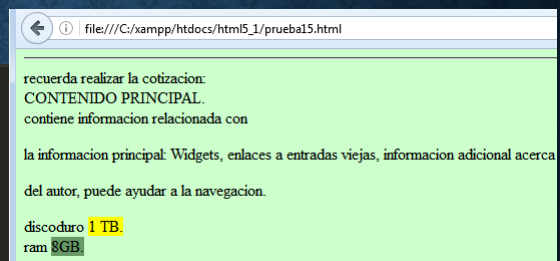 file:///C:/xampp/htdocs/html5_1/prueba15.html
recuerda realizar la cotizacion:
CONTENIDO PRINCIPAL.
contiene informacion relacionada con
la informacion principal: Widgets, enlaces a entradas viejas, informacion adicional acerca
del autor, puede ayudar a la navegacion.
discoduro 1 TB.
ram 8GB.